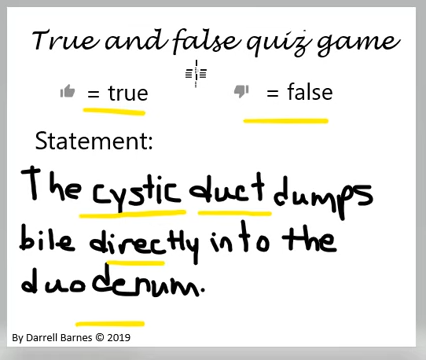 True and false quiz game
= true = false
Statement:
The cystic duct dumps
bile directly into the
duodenum.
By Darrell Barnes © 2019